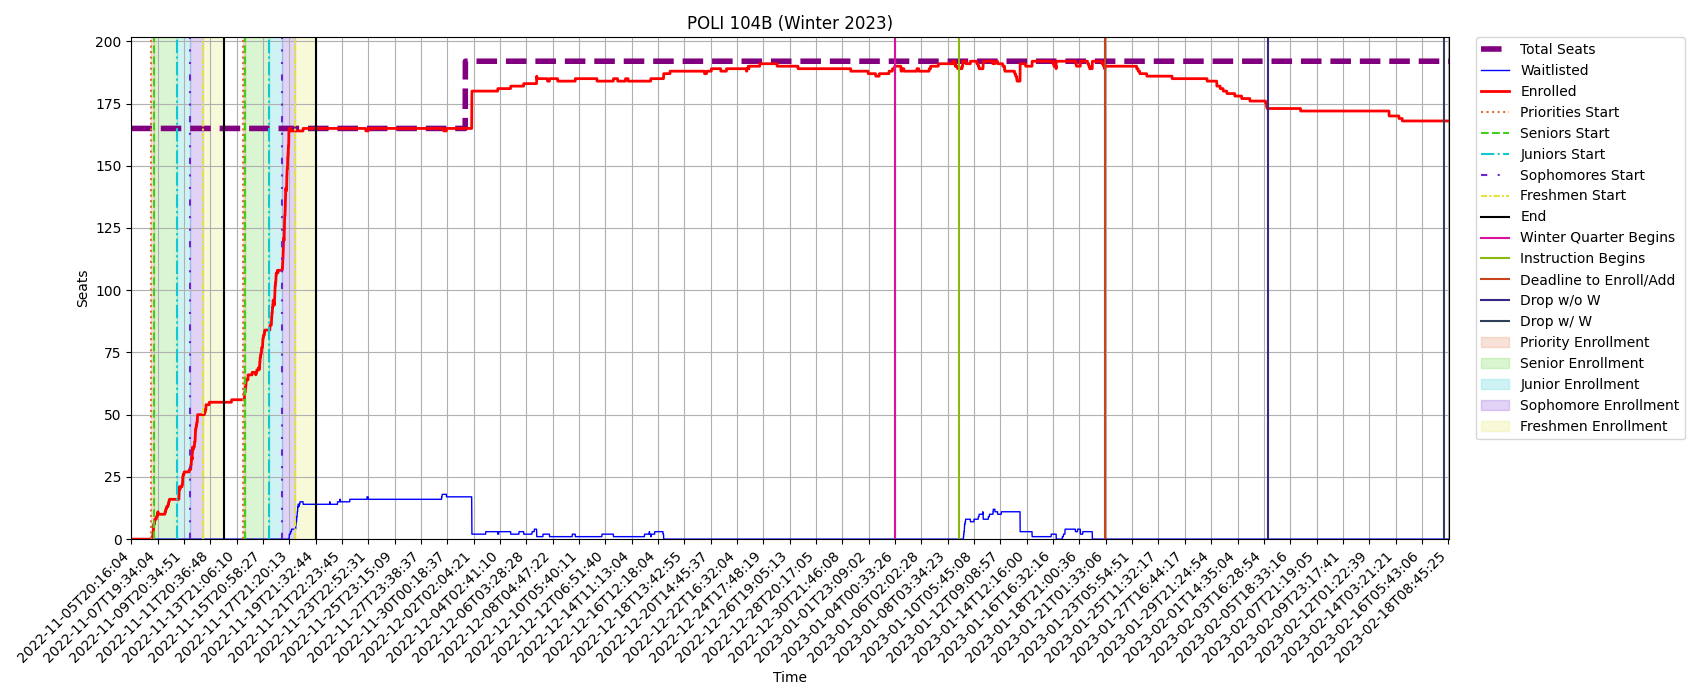 POLI 104B (Winter 2023)
Seats
200
175
150
125
100
75
50
25
0
2022-11-05T20:16:04
2022-11-07T19:34:04
2022-11-09T20:34:51
2022-11-11T20:36:48
2022-11-13T21:06:10
2022-11-15T20:58:27
2022-11-17T21:20:13
2022-11-19T21:32:44
2022-11-21T22:23:45
2022-11-23T22:52:31
2022-11-25T23:15:09
2022-11-27T23:38:37
2022-11-30T00:18:37
2022-12-02T02:04:21
2022-12-04T02:41:10
2022-12-06T03:28:28
2022-12-08T04:47:22
2022-12-10T05:40:11
2022-12-12T06:51:40
2022-12-14T11:13:04
2022-12-16T12:18:04
2022-12-18T13:42:55
2022-12-20T14:45:37
2022-12-22T16:32:04
2022-12-24T17:48:19
2022-12-26T19:05:13
2022-12-28T20:17:05
2022-12-30T21:46:08
2023-01-01T23:09:02
2023-01-04T00:33:26
2023-01-06T02:02:28
2023-01-08T03:34:23
2023-01-10T05:45:08
2023-01-12T09:08:57
2023-01-14T12:16:00
2023-01-16T16:32:16
2023-01-18T21:00:36
2023-01-21T01:33:06
2023-01-23T05:54:51
2023-01-25T11:32:17
2023-01-27T16:44:17
2023-01-29T21:24:54
2023-02-01T14:35:04
2023-02-03T16:28:54
2023-02-05T18:33:16
2023-02-07T21:19:05
2023-02-09T23:17:41
2023-02-12T01:22:39
2023-02-14T03:21:21
2023-02-16T05:43:06
2023-02-18T08:45:25
Time
Total Seats
Waitlisted
Enrolled
Priorities Start
Seniors Start
Juniors Start
Sophomores Start
Freshmen Start
End
Winter Quarter Begins
Instruction Begins
Deadline to Enroll/Add
Drop w/o W
Drop w/ W
Priority Enrollment
Senior Enrollment
Junior Enrollment
Sophomore Enrollment
Freshmen Enrollment